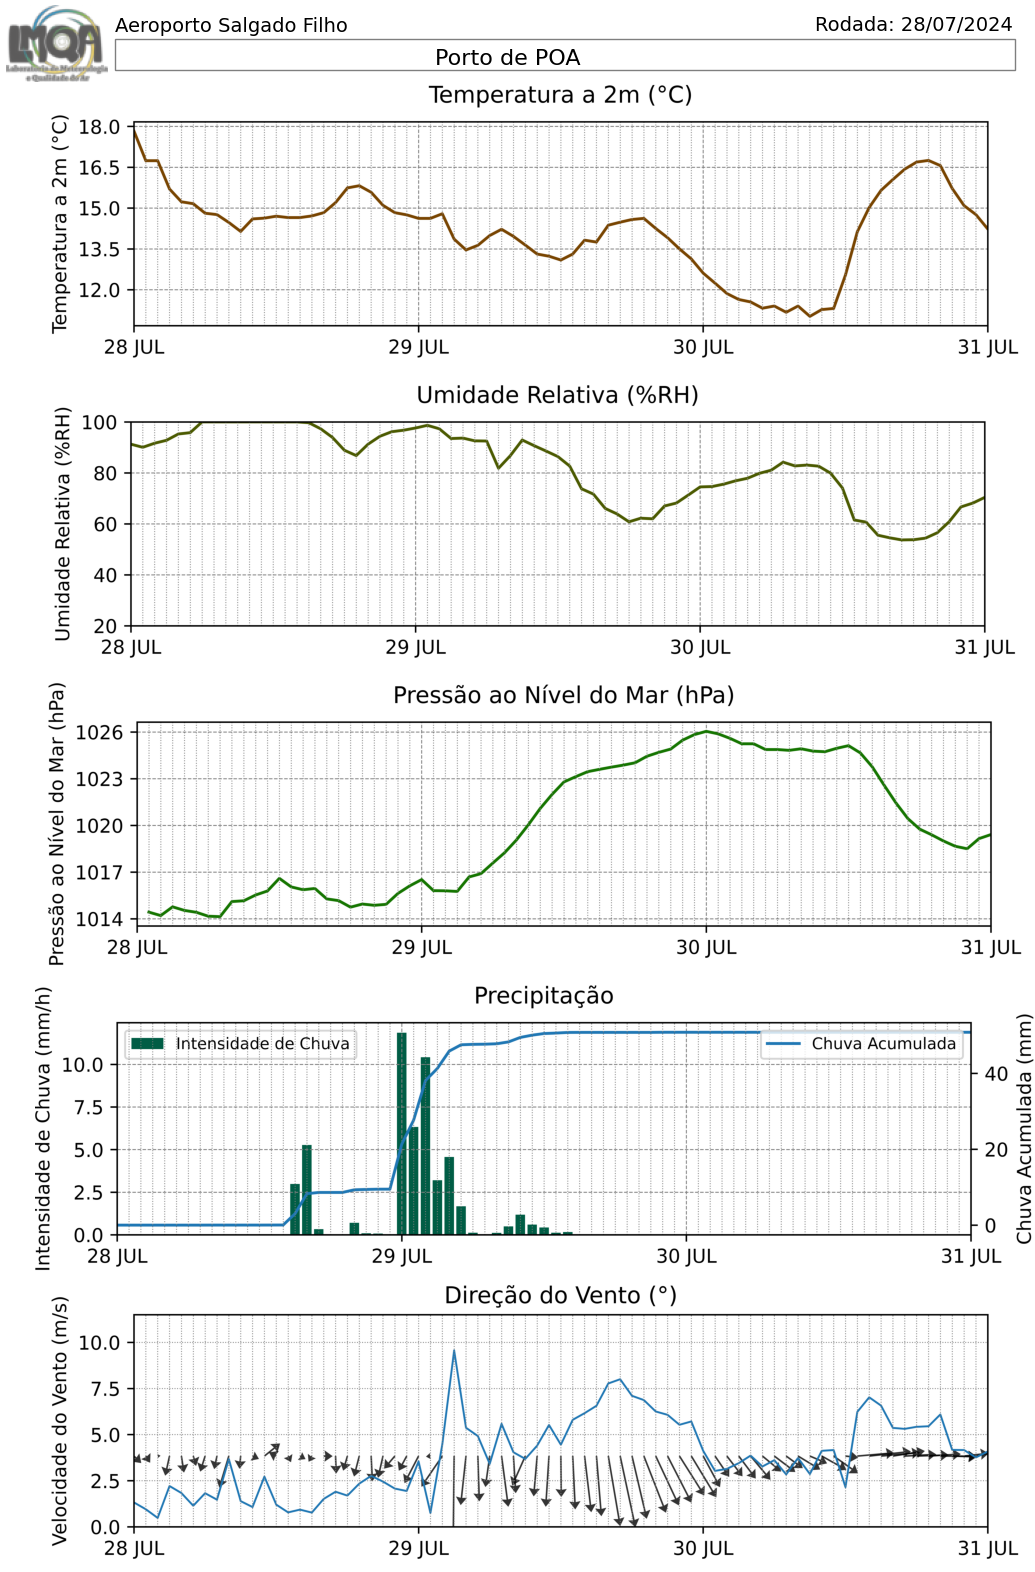 LMQA
Laboratório de Meteorologia
e Qualidade do Ar
Aeroporto Salgado Filho
Rodada: 28/07/2024
Porto de POA
Temperatura a 2m (°C)
Temperatura a 2m (°C)
18.0
16.5
15.0
13.5
12.0
28 JUL 29 JUL 30 JUL 31 JUL
Umidade Relativa (%RH)
Umidade Relativa (%RH)
100
80
60
40
20
28 JUL 29 JUL 30 JUL 31 JUL
Pressão ao Nível do Mar (hPa)
Pressão ao Nível do Mar (hPa)
1026
1023
1020
1017
1014
28 JUL 29 JUL 30 JUL 31 JUL
Precipitação
Intensidade de Chuva (mm/h)
Intensidade de Chuva
Chuva Acumulada
10.0
7.5
5.0
2.5
0.0
40
20
0
Chuva Acumulada (mm)
28 JUL 29 JUL 30 JUL 31 JUL
Direção do Vento (°)
Velocidade do Vento (m/s)
10.0
7.5
5.0
2.5
0.0
28 JUL 29 JUL 30 JUL 31 JUL